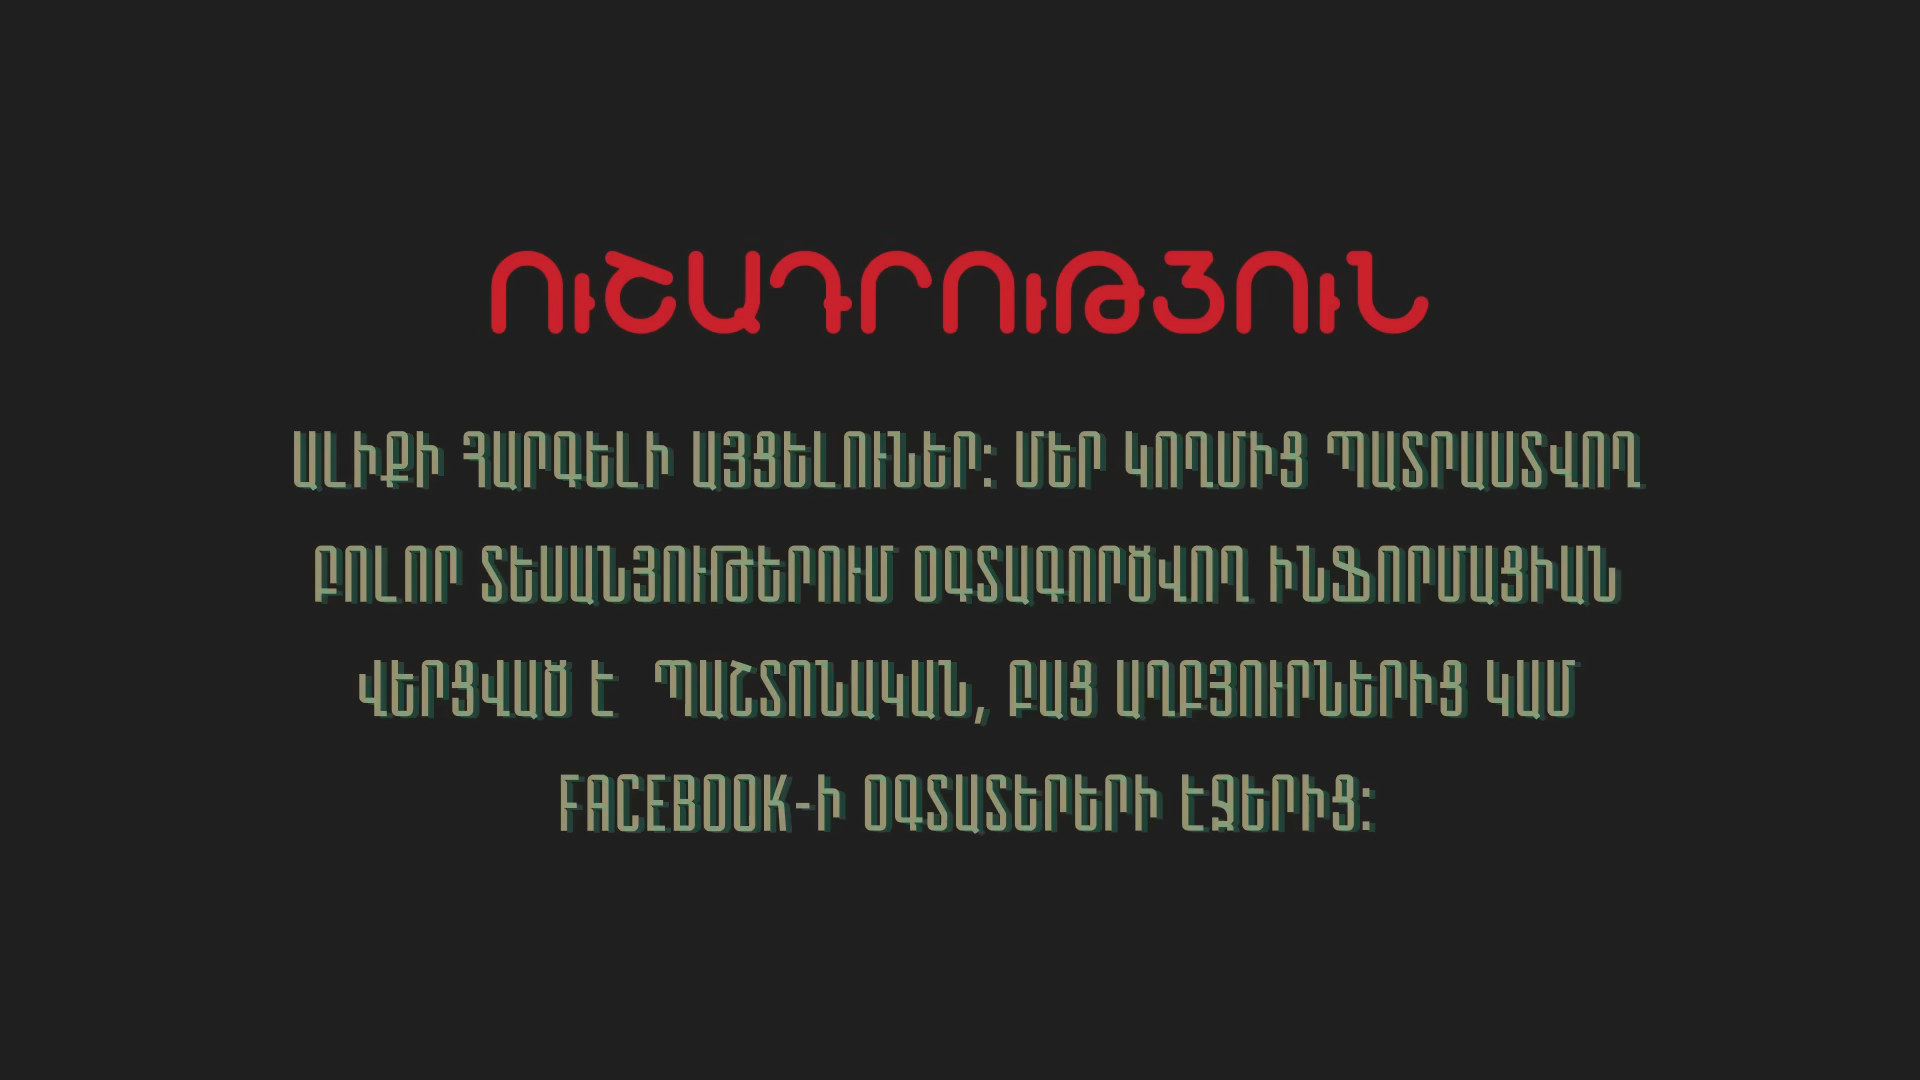 ՈՒՇԱԴՐՈՒԹՅՈՒՆ
ԱԼԻՔԻ ՀԱՐԳԵԼԻ ԱՅՑԵԼՈՒՆԵՐ: ՄԵՐ ԿՈՂՄԻՑ ՊԱՏՐԱՍՏՎՈՂ
ԲՈԼՈՐ ՏԵՍԱՆՅՈՒԹԵՐՈՒՄ ՕԳՏԱԳՈՐԾՎՈՂ ԻՆՖՈՐՄԱՑԻԱՆ
ՎԵՐՑՎԱԾ Է ՊԱՇՏՈՆԱԿԱՆ, ԲԱՑ ԱՂԲՅՈՒՐՆԵՐԻՑ ԿԱՄ
FACEBOOK-Ի ՕԳՏԱՏԵՐԵՐԻ ԷՋԵՐԻՑ: